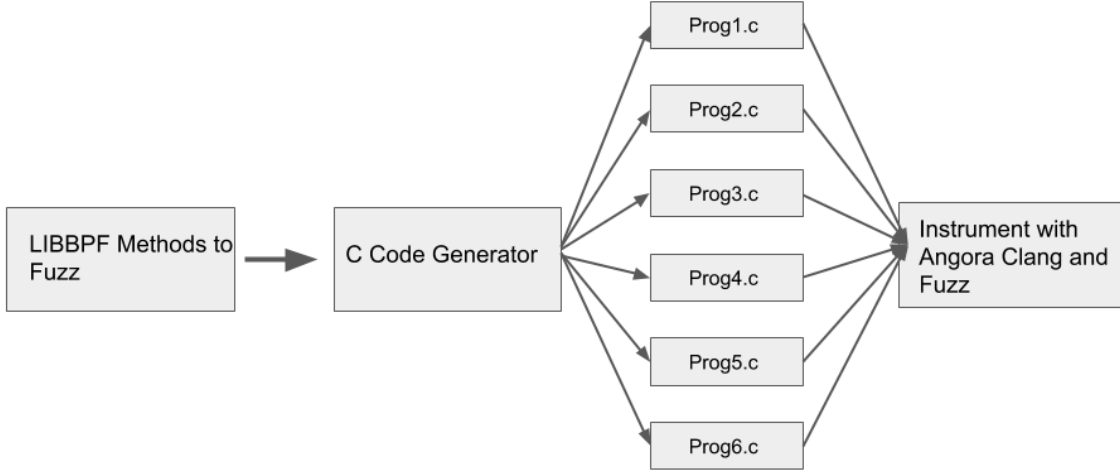 LIBBPF Methods to
Fuzz
C Code Generator
Prog1.c
Prog2.c
Prog3.c
Prog4.c
Prog5.c
Prog6.c
Instrument with
Angora Clang and
Fuzz